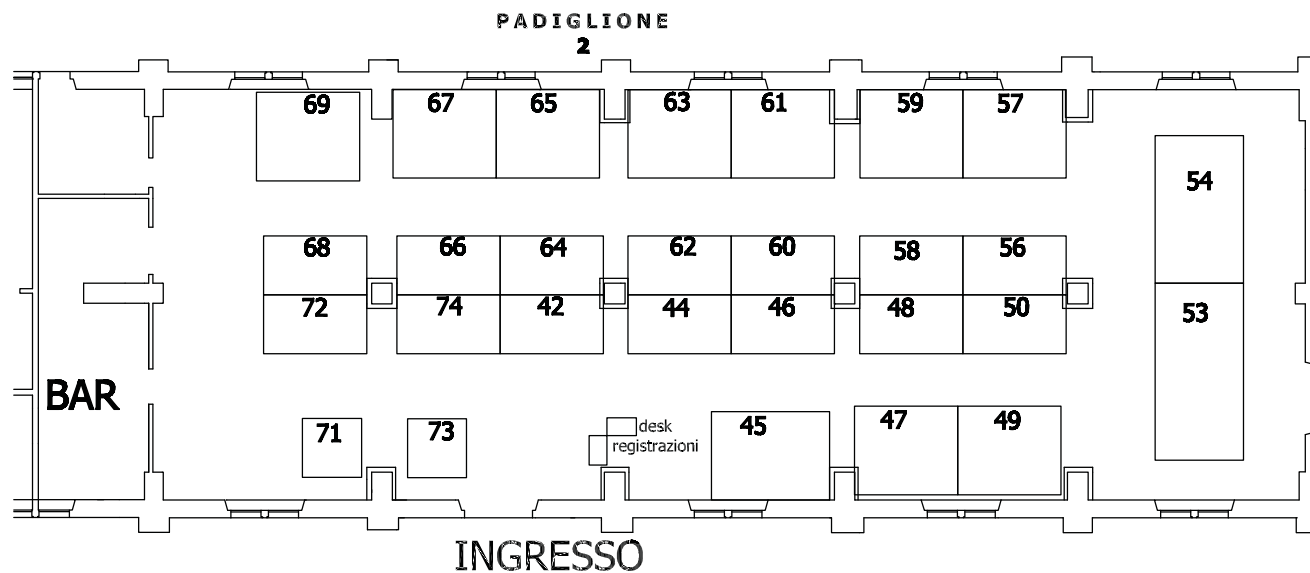 PADIGLIONE
2
69 67 65 63 61 59 57
54
68 66 64 62 60 58 56
72 74 42 44 46 48 50 53
BAR
71 73 desk 45 47 49
registrazioni
INGRESSO